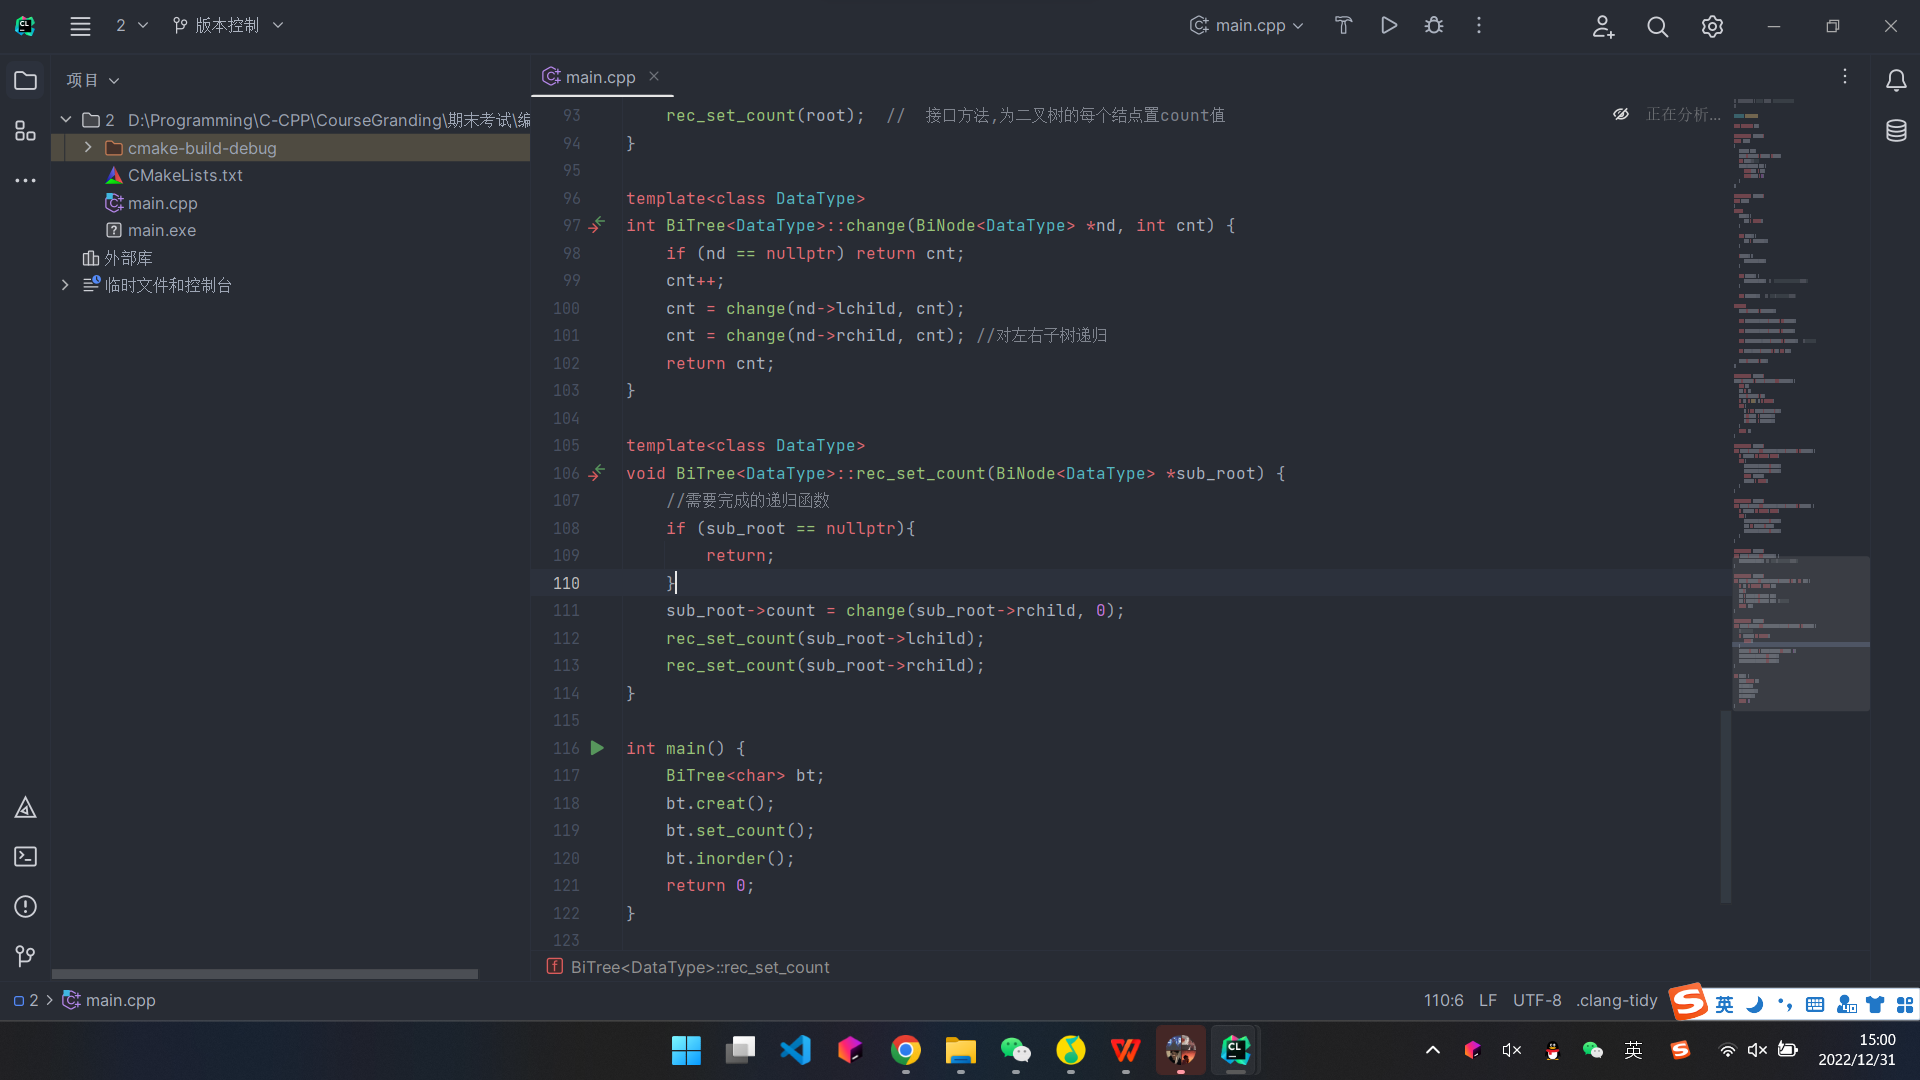 2
版本控制
main.cpp
项目
main.cpp
2 D:\Programming\C-CPP\CourseGranding\期末考试\编
cmake-build-debug
CMakeLists.txt
main.cpp
main.exe
外部库
临时文件和控制台
正在分析...
93 rec_set_count(root); // 接口方法,为二叉树的每个结点置count值
94 }
95
96 template<class DataType>
97 int BiTree<DataType>::change(BiNode<DataType> *nd, int cnt) {
98 if (nd == nullptr) return cnt;
99 cnt++;
100 cnt = change(nd->lchild, cnt);
101 cnt = change(nd->rchild, cnt); //对左右子树递归
102 return cnt;
103 }
104
105 template<class DataType>
106 void BiTree<DataType>::rec_set_count(BiNode<DataType> *sub_root) {
107 //需要完成的递归函数
108 if (sub_root == nullptr){
109 return;
110 }
111 sub_root->count = change(sub_root->rchild, 0);
112 rec_set_count(sub_root->lchild);
113 rec_set_count(sub_root->rchild);
114 }
115
116 int main() {
117 BiTree<char> bt;
118 bt.creat();
119 bt.set_count();
120 bt.inorder();
121 return 0;
122 }
123
BiTree<DataType>::rec_set_count
2 > main.cpp
110:6 LF UTF-8 .clang-tidy
英
英
15:00
2022/12/31